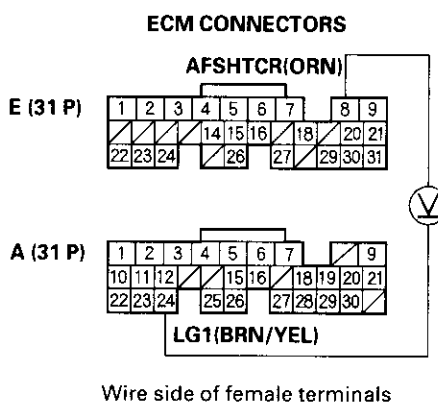 ECM CONNECTORS
AFSHTCR(ORN)
E (31 P)
1 2 3 4 5 6 7 8 9
14 15 16 18 20 21
22 23 24 26 27 29 30 31
V
A (31 P)
1 2 3 4 5 6 7 9
10 11 12 15 16 18 19 20 21
22 23 24 25 26 27 28 29 30
LG1(BRN/YEL)
Wire side of female terminals